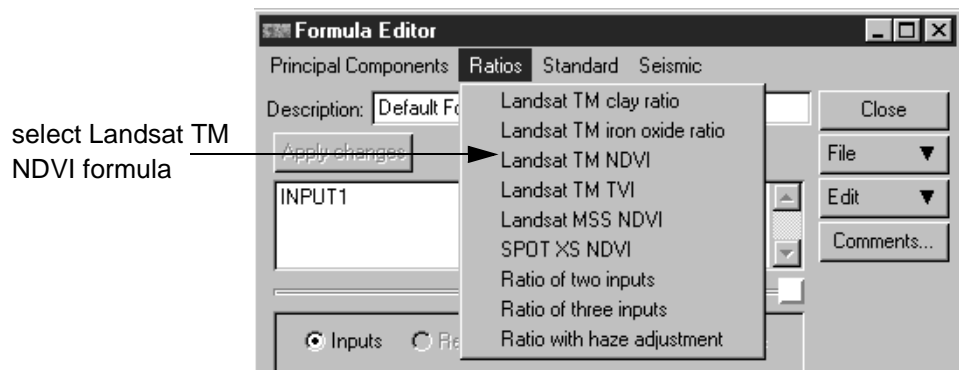 Formula Editor
Principal Components Ratios Standard Seismic
Description: Default Fo
Close
Apply changes
File
INPUT1
Edit
Comments...
Inputs
Landsat TM clay ratio
Landsat TM iron oxide ratio
Landsat TM NDVI
Landsat TM TVI
Landsat MSS NDVI
SPOT XS NDVI
Ratio of two inputs
Ratio of three inputs
Ratio with haze adjustment
select Landsat TM
NDVI formula